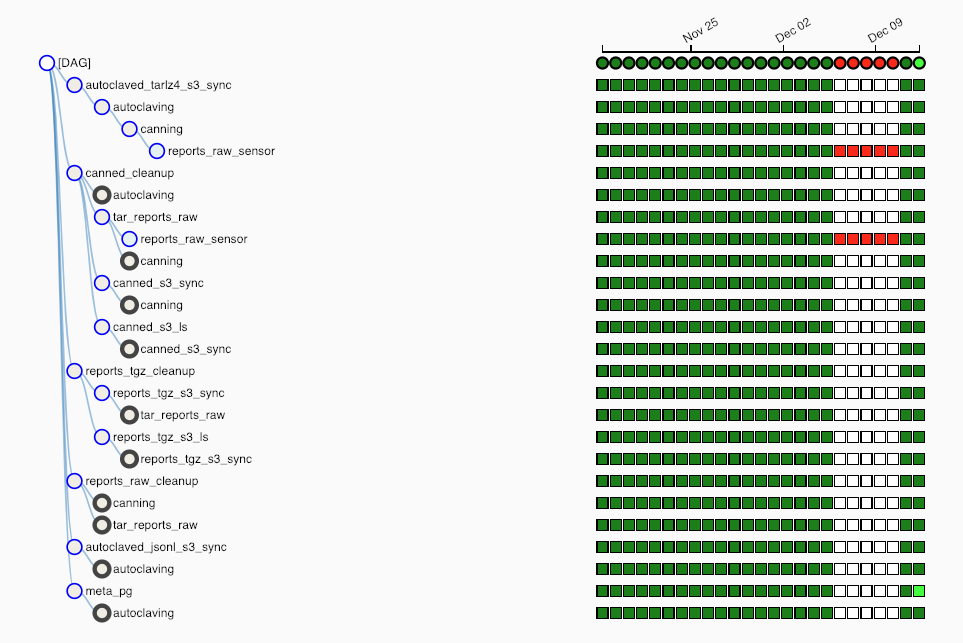 Nov 25
Dec 02
Dec 09
[DAG]
autoclaved_tarlz4_s3_sync
autoclaving
canning
reports_raw_sensor
canned_cleanup
autoclaving
tar_reports_raw
reports_raw_sensor
canning
canned_s3_sync
canning
canned_s3_ls
canned_s3_sync
reports_tgz_cleanup
reports_tgz_s3_sync
tar_reports_raw
reports_tgz_s3_ls
reports_tgz_s3_sync
reports_raw_cleanup
canning
tar_reports_raw
autoclaved_jsonl_s3_sync
autoclaving
meta_pg
autoclaving